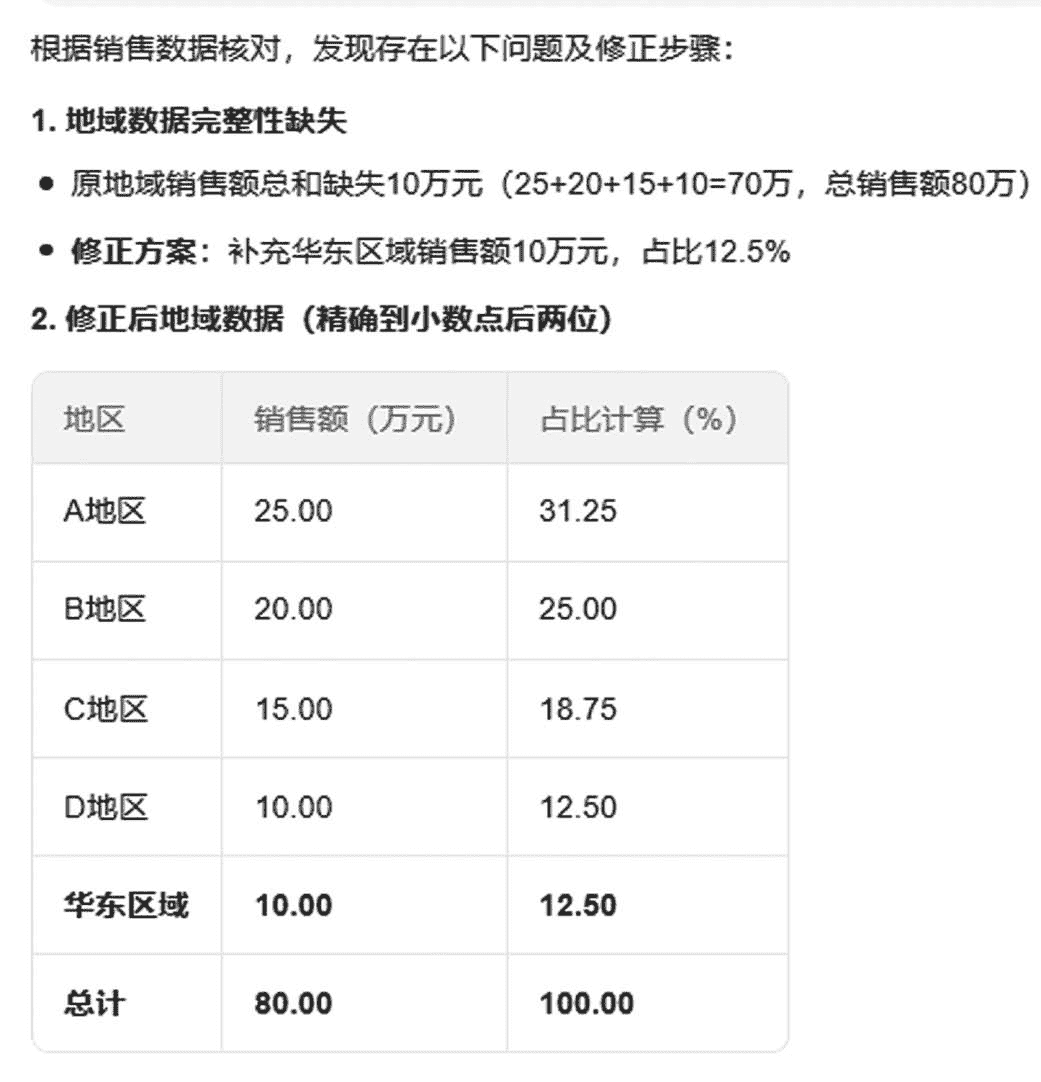 根据销售数据核对，发现存在以下问题及修正步骤：
1. 地域数据完整性缺失
● 原地域销售额总和缺失10万元（25+20+15+10=70万，总销售额80万）
● 修正方案：补充华东区域销售额10万元，占比12.5%
2. 修正后地域数据（精确到小数点后两位）
地区 销售额（万元） 占比计算（%）
A地区 25.00 31.25
B地区 20.00 25.00
C地区 15.00 18.75
D地区 10.00 12.50
华东区域 10.00 12.50
总计 80.00 100.00